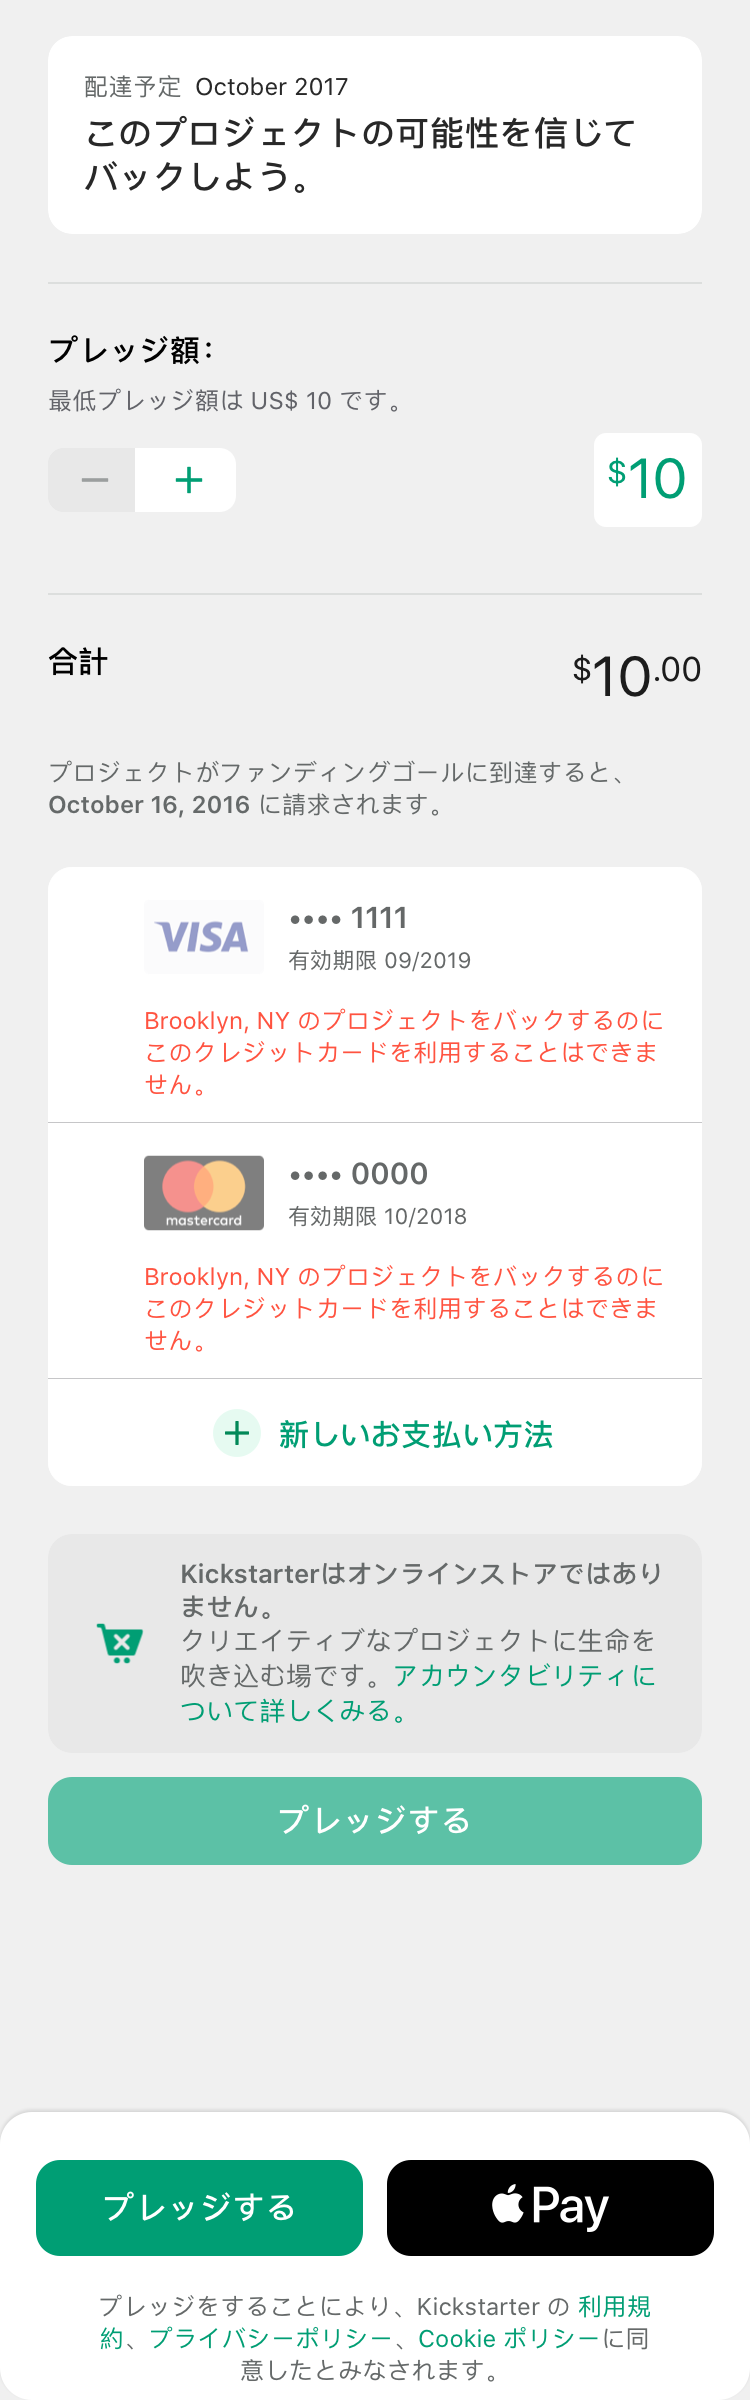 配達予定 October 2017
このプロジェクトの可能性を信じて
バックしよう。
プレッジ額：
最低プレッジ額は US$ 10 です。
− +
$10
合計
$10.00
プロジェクトがファンディングゴールに到達すると、
October 16, 2016 に請求されます。
VISA
•••• 1111
有効期限 09/2019
Brooklyn, NY のプロジェクトをバックするのに
このクレジットカードを利用することはできま
せん。
mastercard
•••• 0000
有効期限 10/2018
Brooklyn, NY のプロジェクトをバックするのに
このクレジットカードを利用することはできま
せん。
+ 新しいお支払い方法
Kickstarterはオンラインストアではあり
ません。
クリエイティブなプロジェクトに生命を
吹き込む場です。アカウンタビリティに
ついて詳しくみる。
プレッジする
プレッジする
Pay
プレッジをすることにより、Kickstarter の 利用規
約、プライバシーポリシー、Cookie ポリシーに同
意したとみなされます。